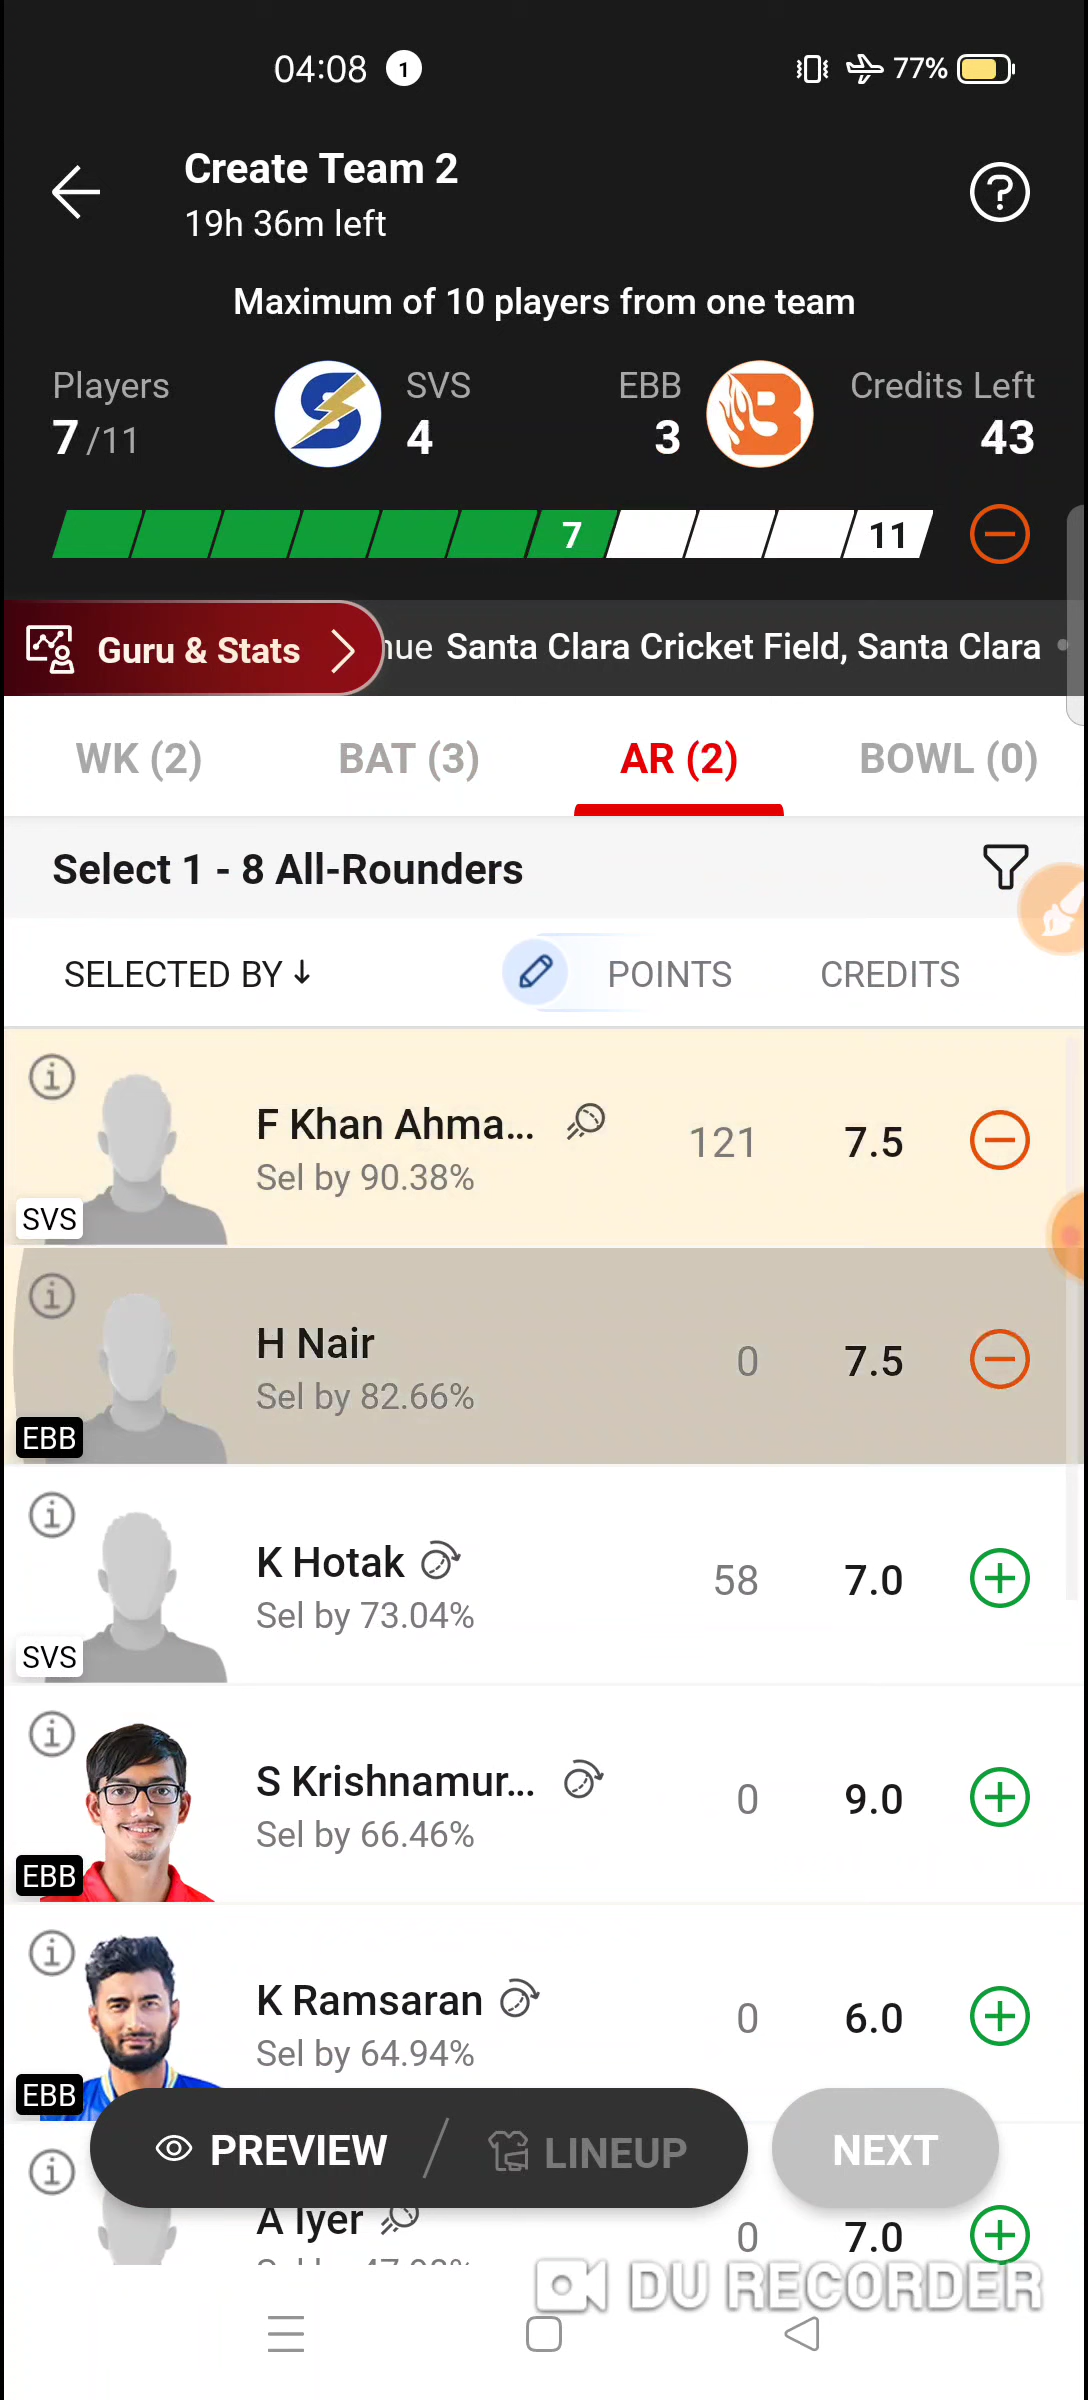 04:08 1 77%
Create Team 2
19h 36m left
Maximum of 10 players from one team
Players SVS EBB Credits Left
7/11 4 3 43
7 11
Guru & Stats nue Santa Clara Cricket Field, Santa Clara
WK (2) BAT (3) AR (2) BOWL (0)
Select 1 - 8 All-Rounders
SELECTED BY ↓ POINTS CREDITS
F Khan Ahma... 121 7.5
Sel by 90.38%
SVS
H Nair 0 7.5
Sel by 82.66%
EBB
K Hotak 58 7.0
Sel by 73.04%
SVS
S Krishnamur... 0 9.0
Sel by 66.46%
EBB
K Ramsaran 0 6.0
Sel by 64.94%
EBB
PREVIEW LINEUP NEXT
A Iyer 0 7.0
DU RECORDER